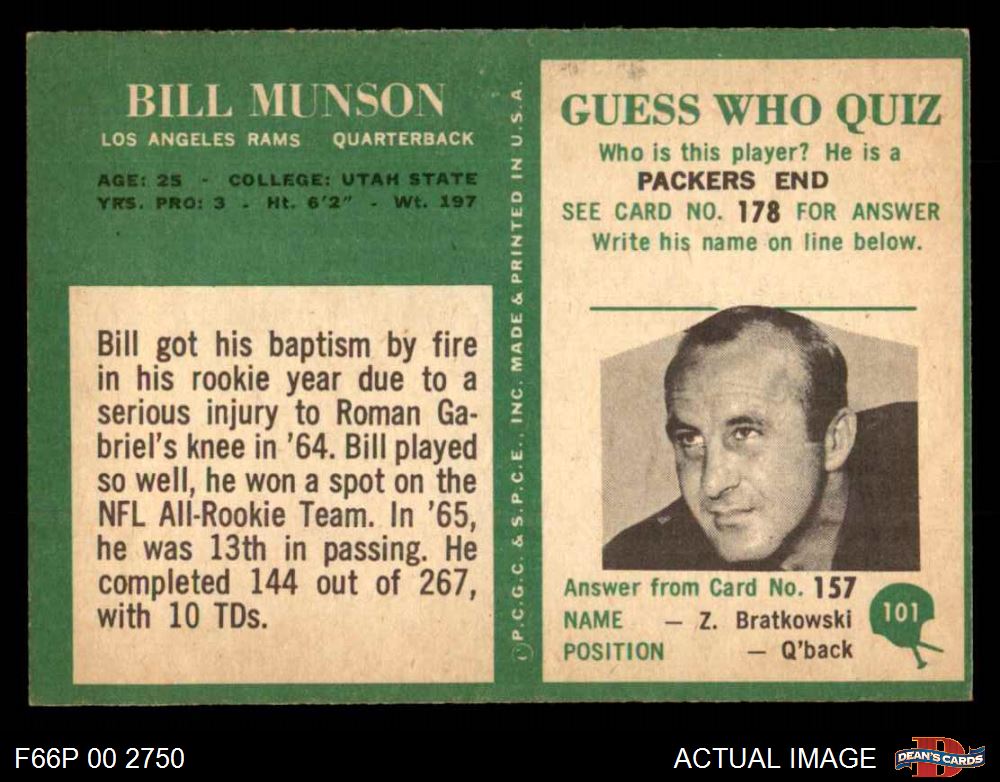 BILL MUNSON
LOS ANGELES RAMS QUARTERBACK
AGE: 25 - COLLEGE: UTAH STATE
YRS. PRO: 3 - Ht. 6'2" - Wt. 197
Bill got his baptism by fire
in his rookie year due to a
serious injury to Roman Ga-
briel's knee in '64. Bill played
so well, he won a spot on the
NFL All-Rookie Team. In '65,
he was 13th in passing. He
completed 144 out of 267,
with 10 TDs.
©P.C.G.C. & S.P.C.E., INC. MADE & PRINTED IN U.S.A.
GUESS WHO QUIZ
Who is this player? He is a
PACKERS END
SEE CARD NO. 178 FOR ANSWER
Write his name on line below.
Answer from Card No. 157
NAME — Z. Bratkowski
POSITION — Q'back
101
F66P 00 2750
ACTUAL IMAGE
D
DEAN'S CARDS